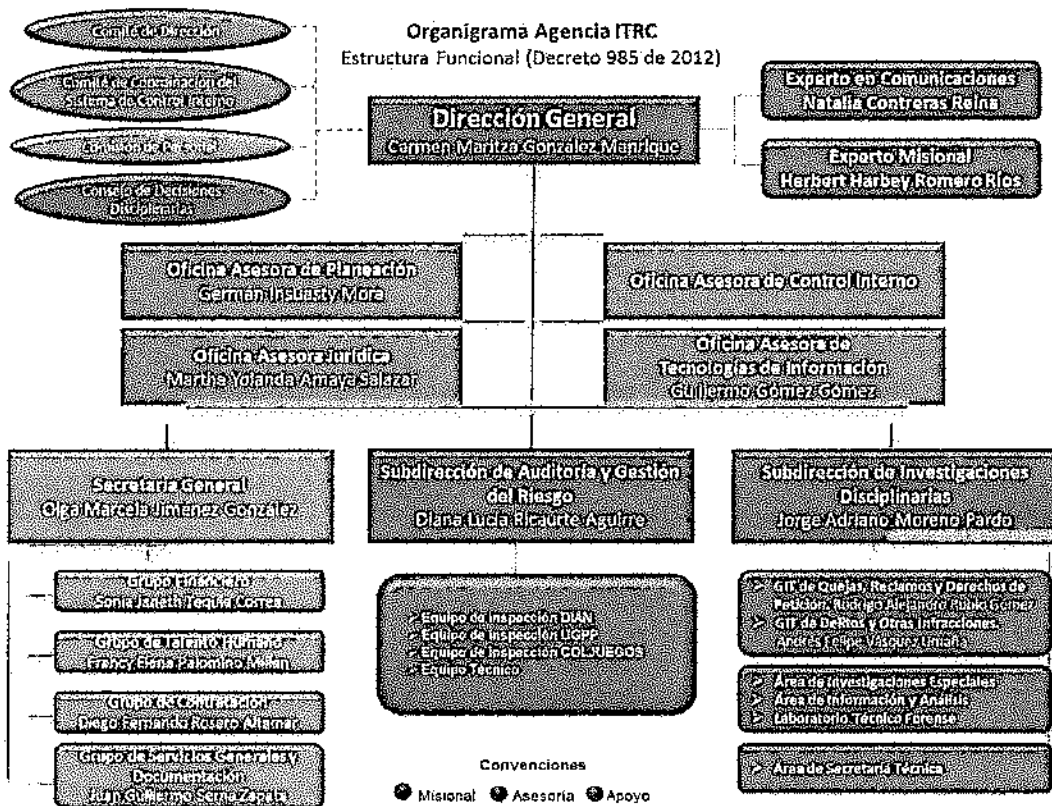 Organigrama Agencia ITRC
Estructura Funcional (Decreto 985 de 2012)
Comité de Dirección
Comité de Coordinación del
Sistema de Control Interno
Comisión de Personal
Consejo de Decisiones
Disciplinarias
Dirección General
Carmen Maritza González Manrique
Experto en Comunicaciones
Natalia Contreras Reina
Experto Misional
Herbert Harbey Romero Ríos
Oficina Asesora de Planeación
German Insuasty Mora
Oficina Asesora de Control Interno
Oficina Asesora Jurídica
Martha Yolanda Amaya Salazar
Oficina Asesora de
Tecnologías de Información
Guillermo Gómez Gómez
Secretaria General
Olga Marcela Jiménez González
Subdirección de Auditoría y Gestión
del Riesgo
Diana Lucía Ricaurte Aguirre
Subdirección de Investigaciones
Disciplinarias
Jorge Adriano Moreno Pardo
Grupo Financiero
Sonia Janeth Tequia Correa
Grupo de Talento Humano
Francy Elena Palomino Millan
Grupo de Contratación
Diego Fernando Rosero Altamar
Grupo de Servicios Generales y
Documentación
Juan Guillermo Serna Zapata
➢ Equipo de Inspección DIAN
➢ Equipo de Inspección UGPP
➢ Equipo de Inspección COLJUEGOS
➢ Equipo Técnico
➢ GIT de Quejas, Reclamos y Derechos de
Petición. Rodrigo Alejandro Rubio Gómez
➢ GIT de Delitos y Otras Infracciones.
Andrés Felipe Vásquez Umaña
➢ Área de Investigaciones Especiales
➢ Área de Información y Análisis
➢ Laboratorio Técnico Forense
➢ Área de Secretaría Técnica
Convenciones
Misional Asesoría Apoyo